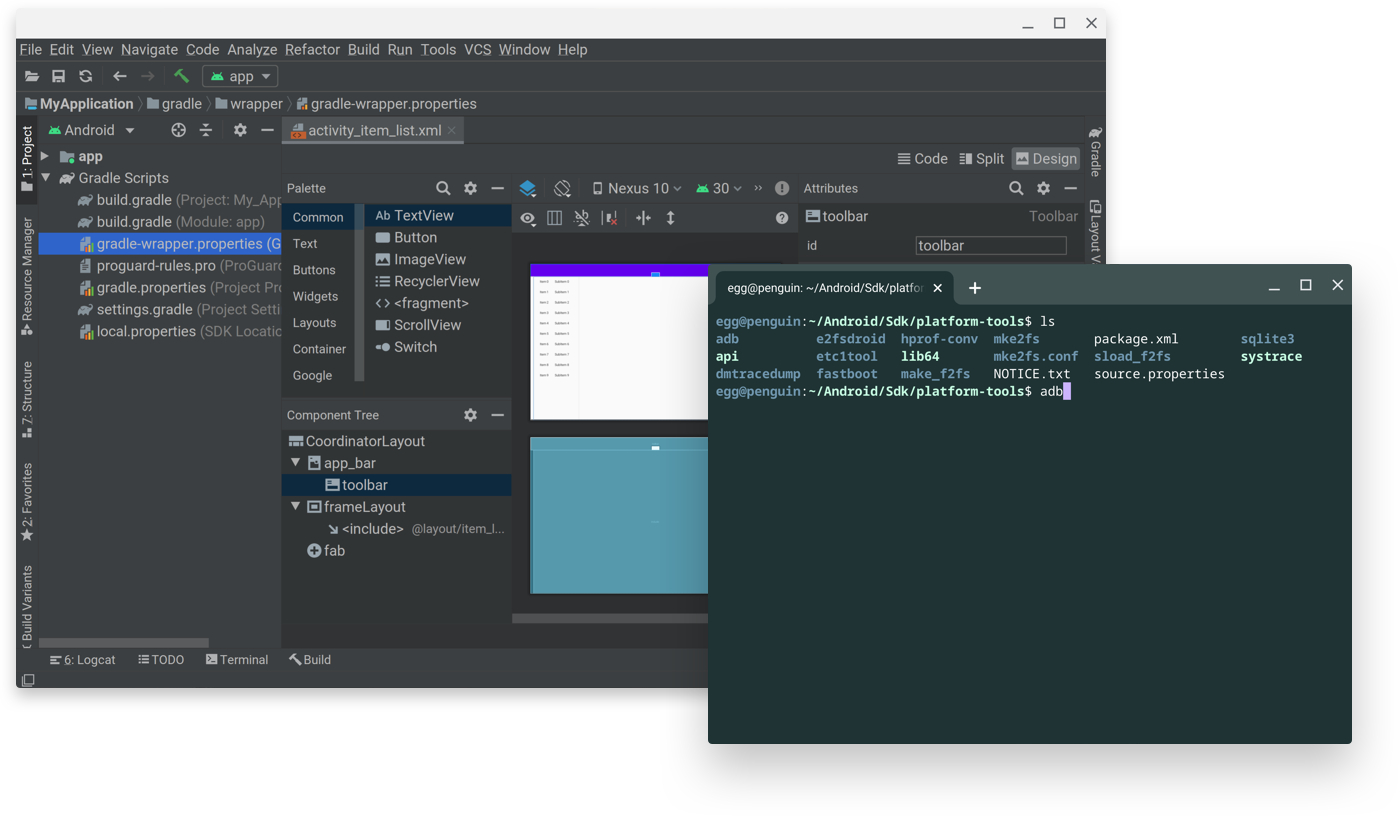 File Edit View Navigate Code Analyze Refactor Build Run Tools VCS Window Help
app
MyApplication gradle wrapper gradle-wrapper.properties
1: Project
Resource Manager
7: Structure
2: Favorites
Build Variants
Android
app
Gradle Scripts
build.gradle (Project: My_App
build.gradle (Module: app)
gradle-wrapper.properties (G
proguard-rules.pro (ProGuard
gradle.properties (Project Pro
settings.gradle (Project Setti
local.properties (SDK Locatio
activity_item_list.xml
Code Split Design
Palette
Common
Text
Buttons
Widgets
Layouts
Container
Google
Ab TextView
Button
ImageView
RecyclerView
<fragment>
ScrollView
Switch
Component Tree
CoordinatorLayout
app_bar
toolbar
frameLayout
<include> @layout/item_l...
fab
Nexus 10 30
Attributes
toolbar Toolbar
id toolbar
Gradle
Layout V
6: Logcat TODO Terminal Build
egg@penguin: ~/Android/Sdk/platfor
egg@penguin:~/Android/Sdk/platform-tools$ ls
adb e2fsdroid hprof-conv mke2fs package.xml sqlite3
api etc1tool lib64 mke2fs.conf sload_f2fs systrace
dmtracedump fastboot make_f2fs NOTICE.txt source.properties
egg@penguin:~/Android/Sdk/platform-tools$ adb